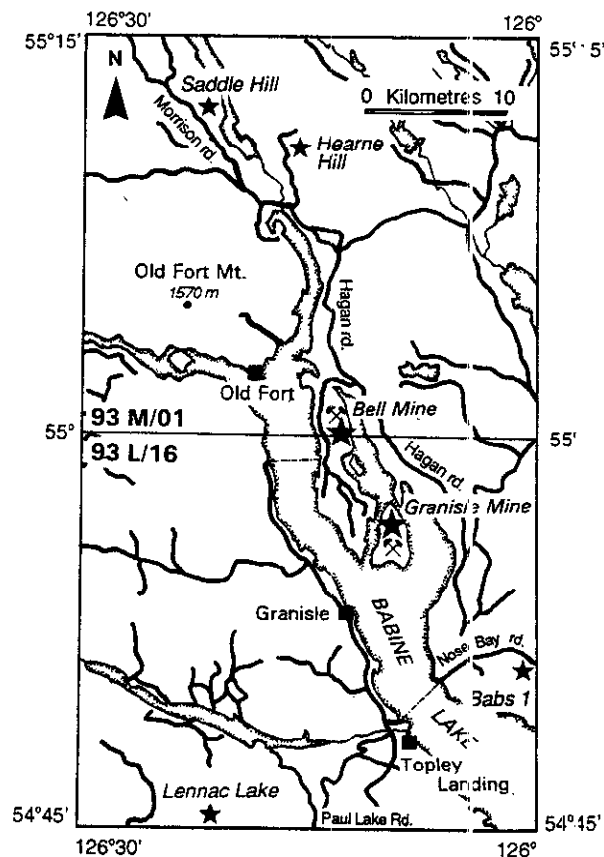 126°30'
126°
55°15'
55°15'
N
Saddle Hill
0 Kilometres 10
Morrison rd.
Hearne
Hill
Old Fort Mt.
1570 m
Hagan rd.
Old Fort
93 M/01
Bell Mine
55°
55'
93 L/16
Hagan rd.
Granisle Mine
Granisle
BABINE
Nose Bay rd.
Babs 1
LAKE
Topley
Landing
Lennac Lake
Paul Lake Rd.
54°45'
54°45'
126°30'
126°